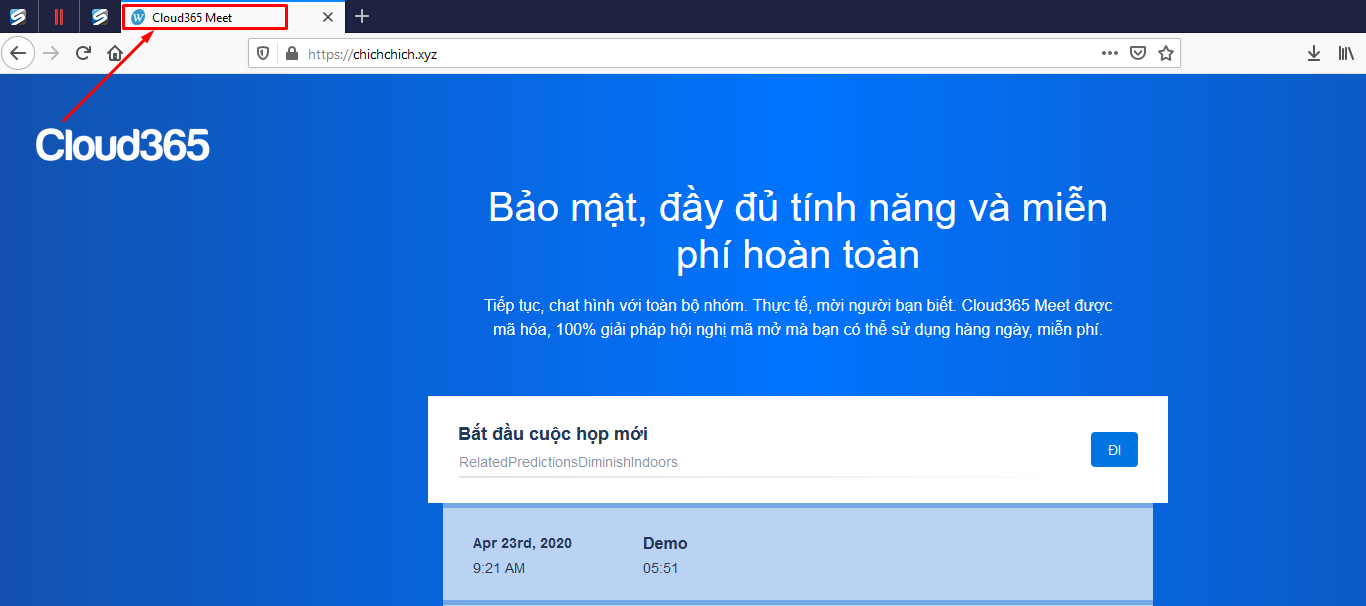 Cloud365 Meet
https://chichchich.xyz
Cloud365
Bảo mật, đầy đủ tính năng và miễn
phí hoàn toàn
Tiếp tục, chat hình với toàn bộ nhóm. Thực tế, mời người bạn biết. Cloud365 Meet được
mã hóa, 100% giải pháp hội nghị mã mở mà bạn có thể sử dụng hàng ngày, miễn phí.
Bắt đầu cuộc họp mới
RelatedPredictionsDiminishIndoors
ĐI
Apr 23rd, 2020
Demo
9:21 AM
05:51